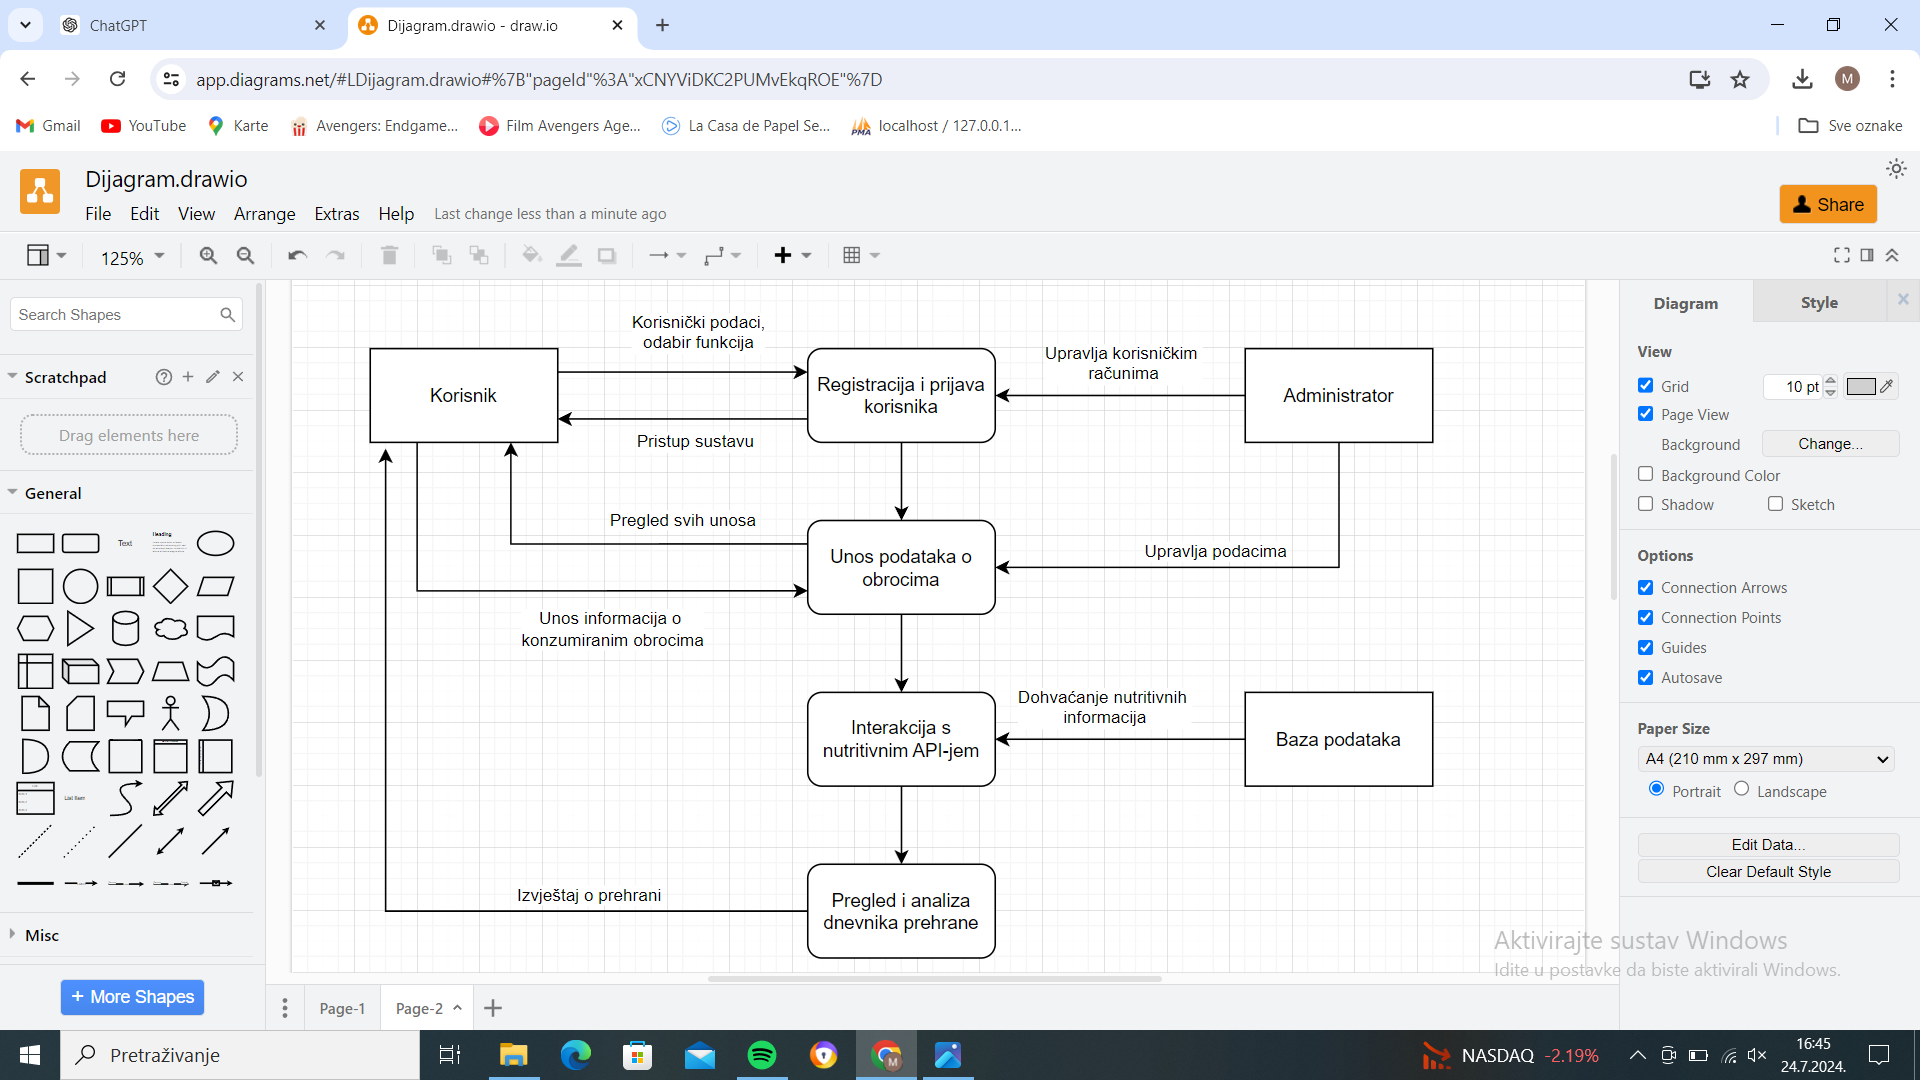 ChatGPT
Dijagram.drawio - draw.io
app.diagrams.net/#LDijagram.drawio#%7B"pageId"%3A"xCNYViDKC2PUMvEkqROE"%7D
M
Gmail
YouTube
Karte
Avengers: Endgame...
Film Avengers Age...
La Casa de Papel Se...
localhost / 127.0.0.1...
Sve oznake
Dijagram.drawio
File Edit View Arrange Extras Help Last change less than a minute ago
Share
125%
Search Shapes
Scratchpad
Drag elements here
General
Text
Heading
List Item
Misc
+ More Shapes
Korisnički podaci,
odabir funkcija
Korisnik
Registracija i prijava
korisnika
Upravlja korisničkim
računima
Administrator
Pristup sustavu
Pregled svih unosa
Unos podataka o
obrocima
Upravlja podacima
Unos informacija o
konzumiranim obrocima
Interakcija s
nutritivnim API-jem
Dohvaćanje nutritivnih
informacija
Baza podataka
Izvještaj o prehrani
Pregled i analiza
dnevnika prehrane
Diagram
Style
View
Grid
10 pt
Page View
Background
Change...
Background Color
Shadow
Sketch
Options
Connection Arrows
Connection Points
Guides
Autosave
Paper Size
A4 (210 mm x 297 mm)
Portrait
Landscape
Edit Data...
Clear Default Style
Aktivirajte sustav Windows
Idite u postavke da biste aktivirali Windows.
Page-1
Page-2
Pretraživanje
M
NASDAQ -2.19%
16:45
24.7.2024.